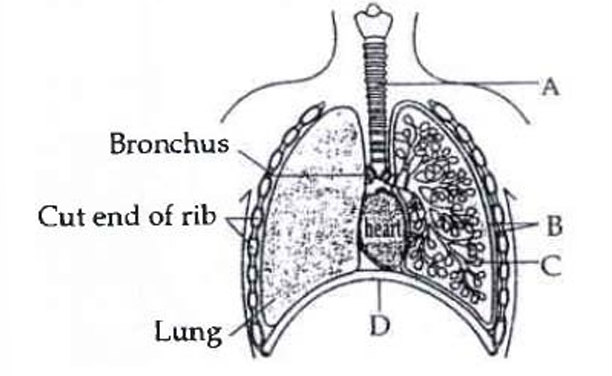 A
Bronchus
Cut end of rib
heart
B
C
Lung
D